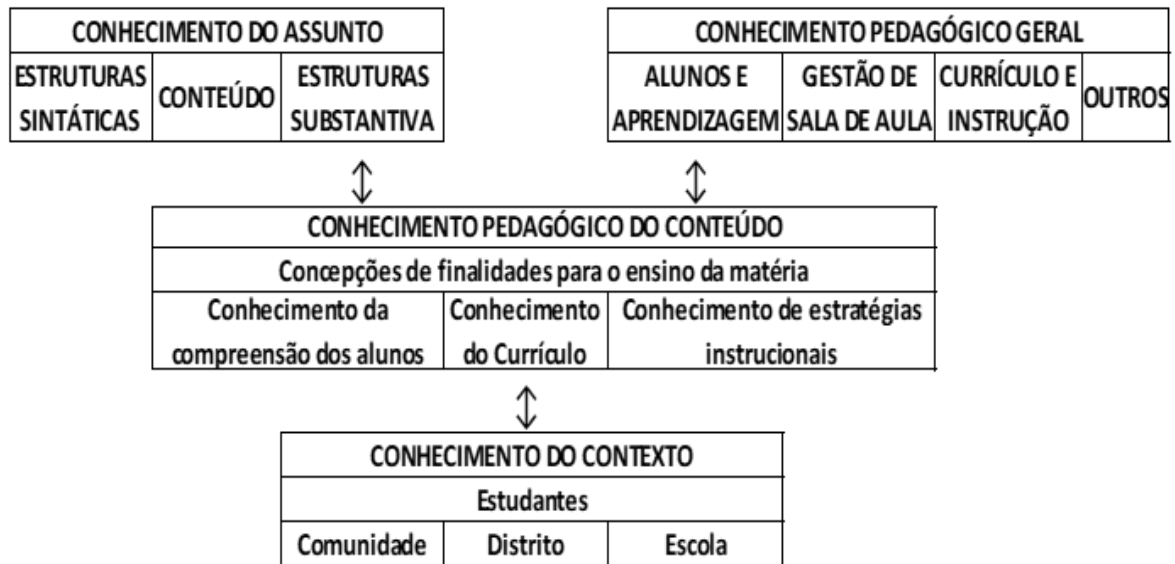 CONHECIMENTO DO ASSUNTO
ESTRUTURAS SINTÁTICAS
CONTEÚDO
ESTRUTURAS SUBSTANTIVA
CONHECIMENTO PEDAGÓGICO GERAL
ALUNOS E APRENDIZAGEM
GESTÃO DE SALA DE AULA
CURRÍCULO E INSTRUÇÃO
OUTROS
CONHECIMENTO PEDAGÓGICO DO CONTEÚDO
Concepções de finalidades para o ensino da matéria
Conhecimento da compreensão dos alunos
Conhecimento do Currículo
Conhecimento de estratégias instrucionais
CONHECIMENTO DO CONTEXTO
Estudantes
Comunidade
Distrito
Escola